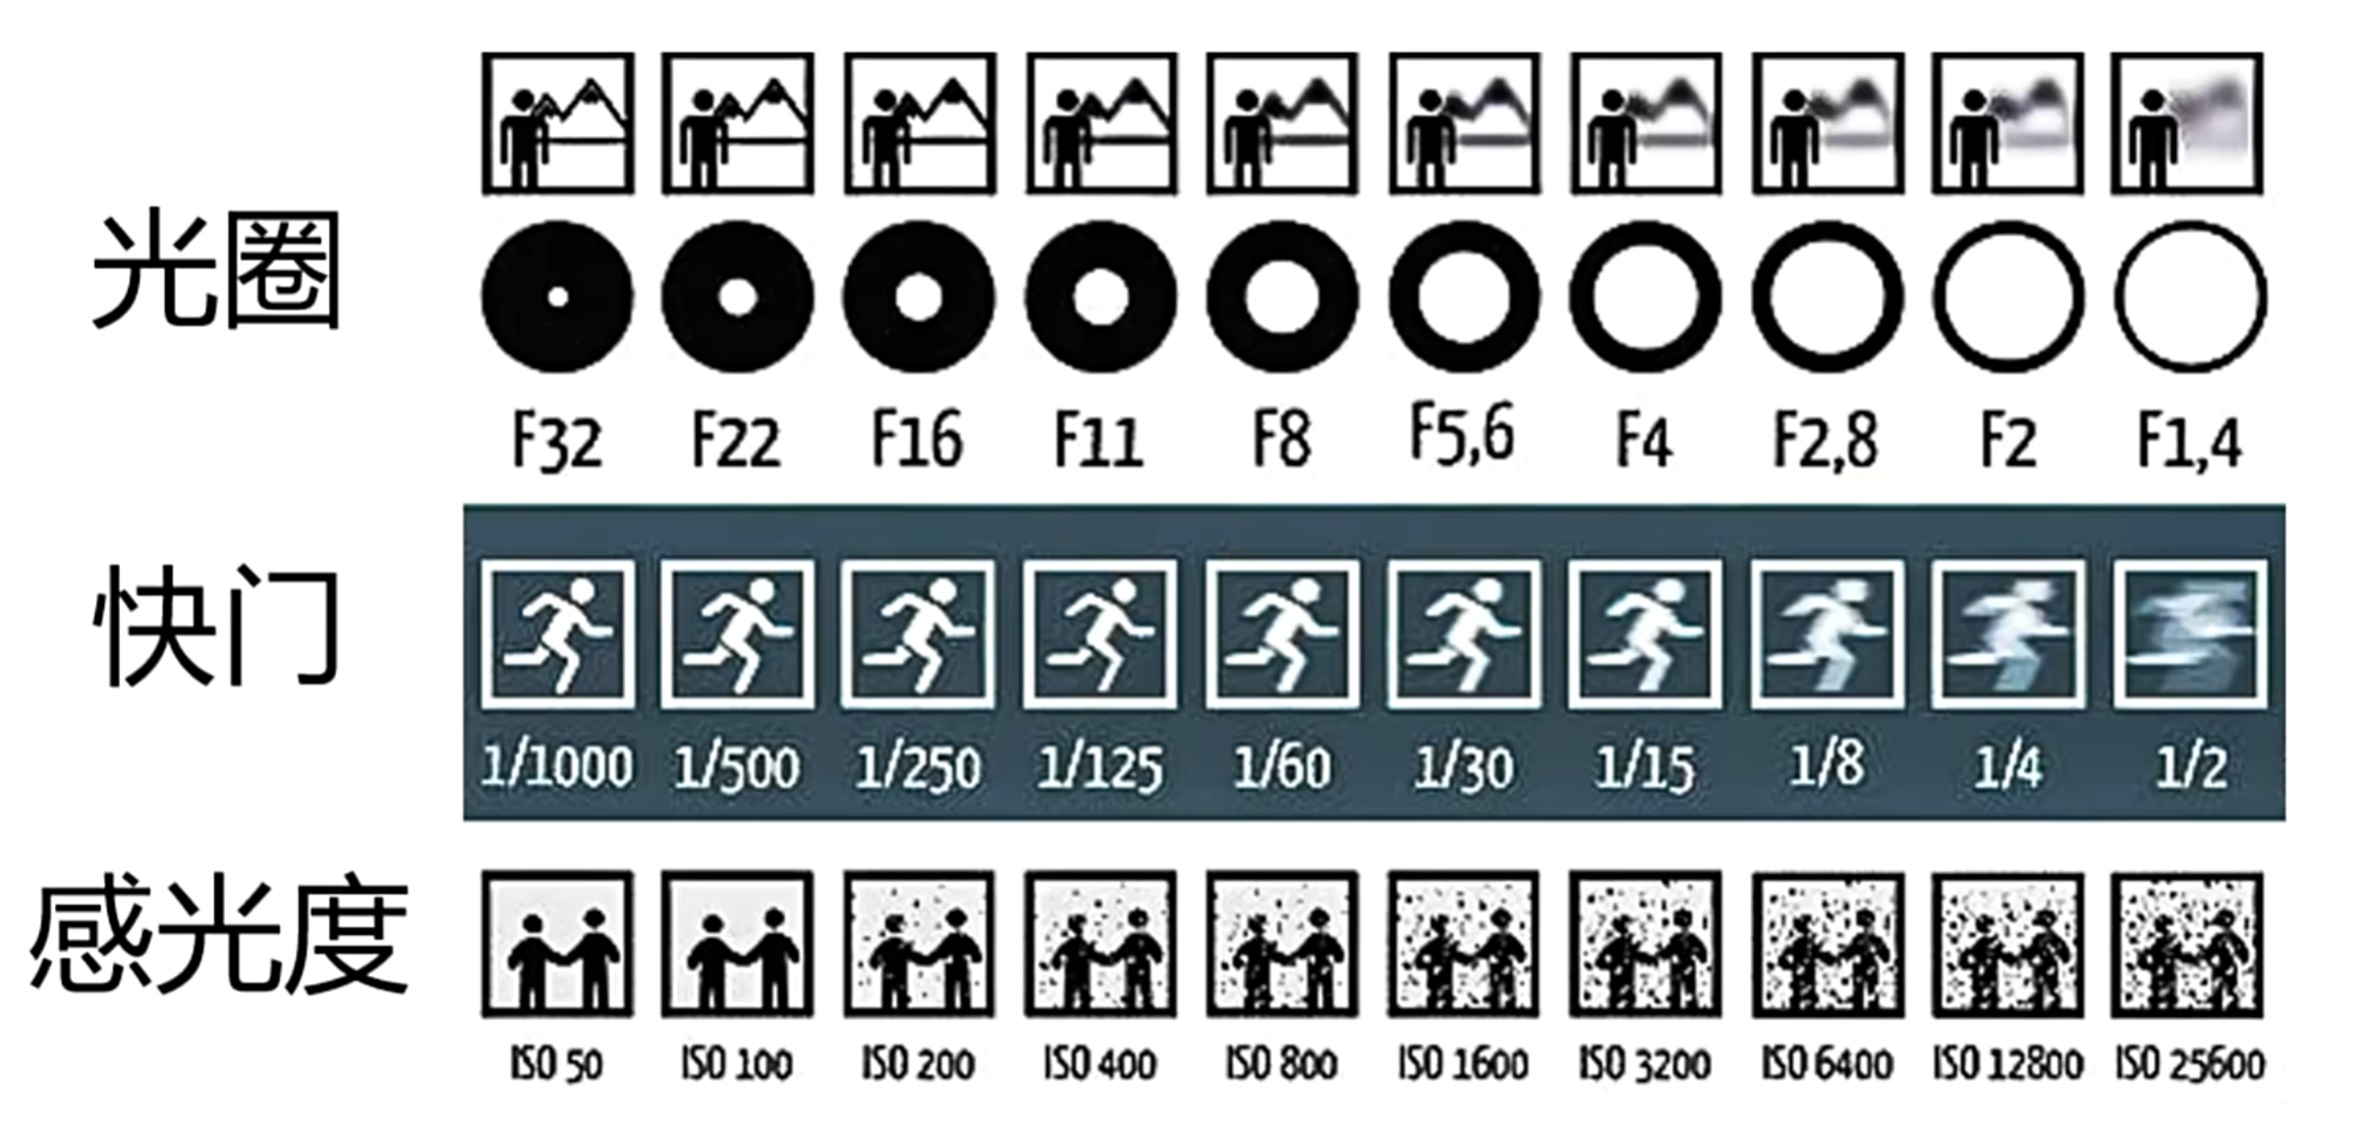 光圈
F32 F22 F16 F11 F8 F5,6 F4 F2,8 F2 F1,4
快门
1/1000 1/500 1/250 1/125 1/60 1/30 1/15 1/8 1/4 1/2
感光度
ISO 50 ISO 100 ISO 200 ISO 400 ISO 800 ISO 1600 ISO 3200 ISO 6400 ISO 12800 ISO 25600